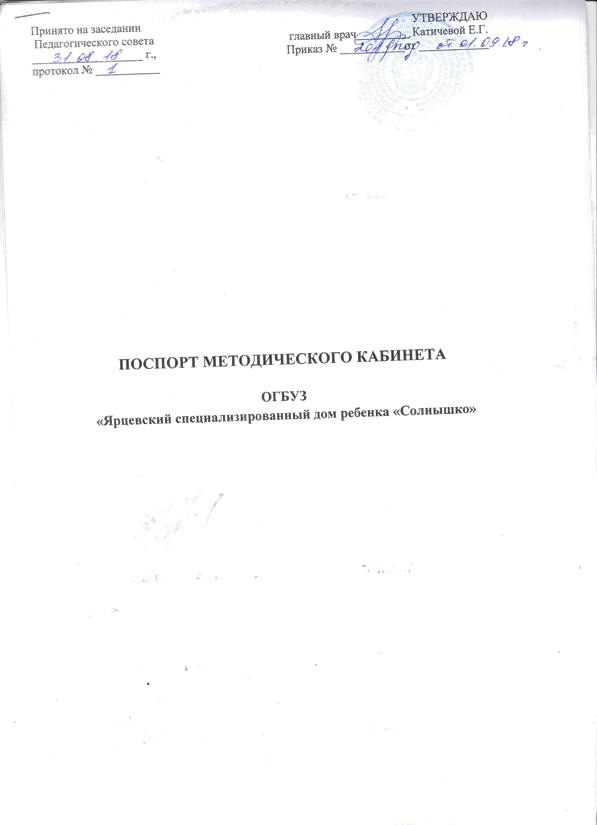 Принято на заседании
Педагогического совета
31 08 18 г.,
протокол № 1
УТВЕРЖДАЮ
главный врач Катичевой Е.Г.
Приказ № от 01.09.18 г
ПОСПОРТ МЕТОДИЧЕСКОГО КАБИНЕТА
ОГБУЗ
«Ярцевский специализированный дом ребенка «Солнышко»